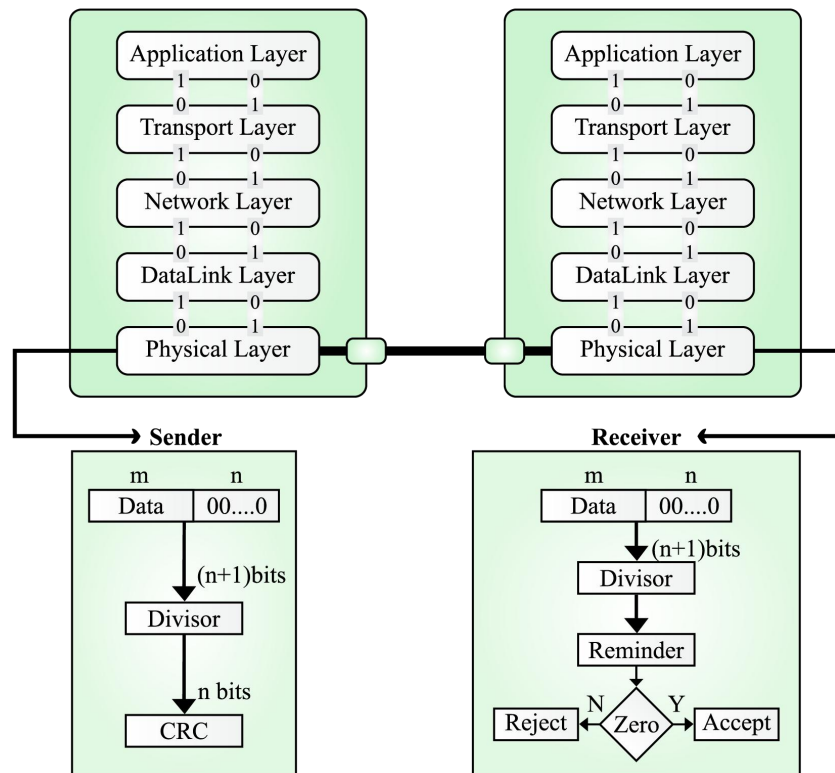 Application Layer
1 0
0 1
Transport Layer
1 0
0 1
Network Layer
1 0
0 1
DataLink Layer
1 0
0 1
Physical Layer
Application Layer
1 0
0 1
Transport Layer
1 0
0 1
Network Layer
1 0
0 1
DataLink Layer
1 0
0 1
Physical Layer
Sender
m n
Data 00....0
(n+1)bits
Divisor
n bits
CRC
Receiver
m n
Data 00....0
(n+1)bits
Divisor
Reminder
N Y
Reject Zero Accept